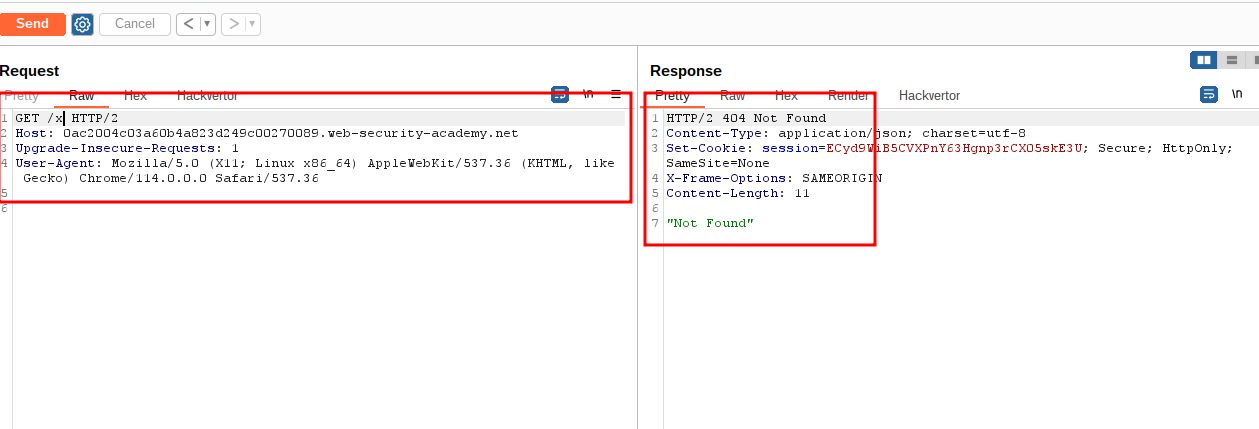 Send Cancel < >
Request
Pretty Raw Hex Hackvertor \n
1 GET /x HTTP/2
2 Host: 0ac2004c03a60b4a823d249c00270089.web-security-academy.net
3 Upgrade-Insecure-Requests: 1
4 User-Agent: Mozilla/5.0 (X11; Linux x86_64) AppleWebKit/537.36 (KHTML, like
Gecko) Chrome/114.0.0.0 Safari/537.36
5
6
Response
Pretty Raw Hex Render Hackvertor \n
1 HTTP/2 404 Not Found
2 Content-Type: application/json; charset=utf-8
3 Set-Cookie: session=ECyd9WiB5CVXPnY63Hgnp3rCXO5skE3U; Secure; HttpOnly;
SameSite=None
4 X-Frame-Options: SAMEORIGIN
5 Content-Length: 11
6
7 "Not Found"